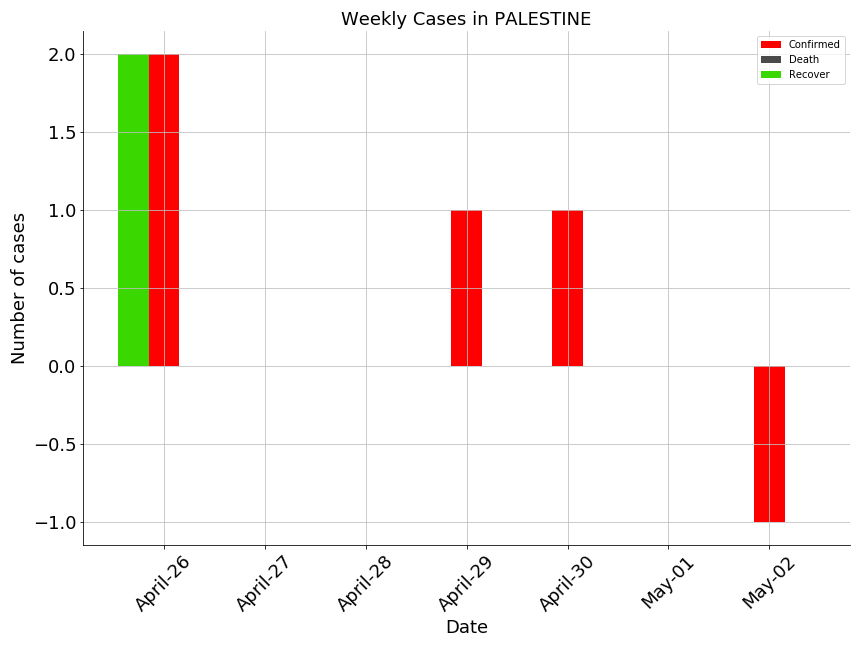 Weekly Cases in PALESTINE
Confirmed
Death
Recover
Number of cases
2.0
1.5
1.0
0.5
0.0
−0.5
−1.0
April-26
April-27
April-28
April-29
April-30
May-01
May-02
Date